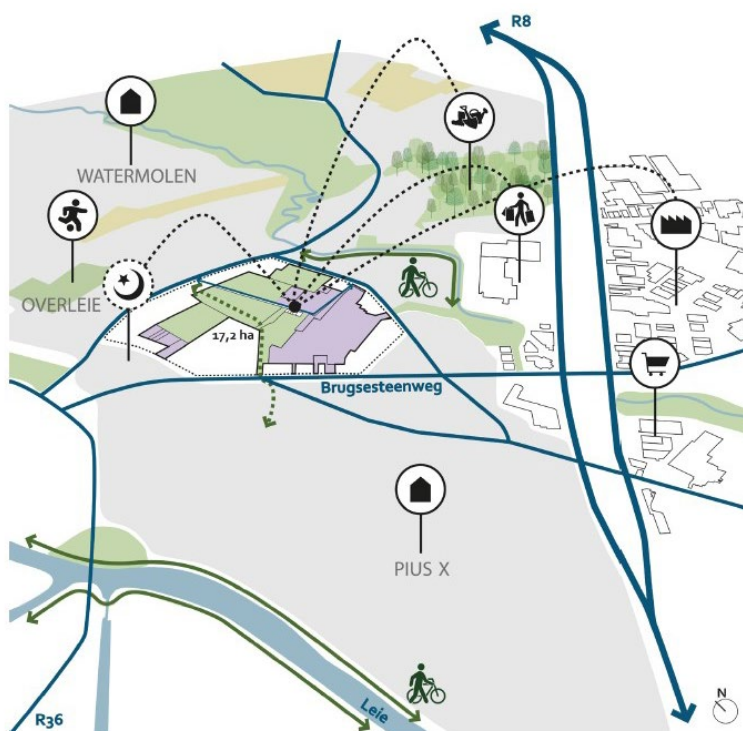 R8
WATERMOLEN
OVERLEIE
17,2 ha
Brugsesteenweg
PIUS X
N
Leie
R36